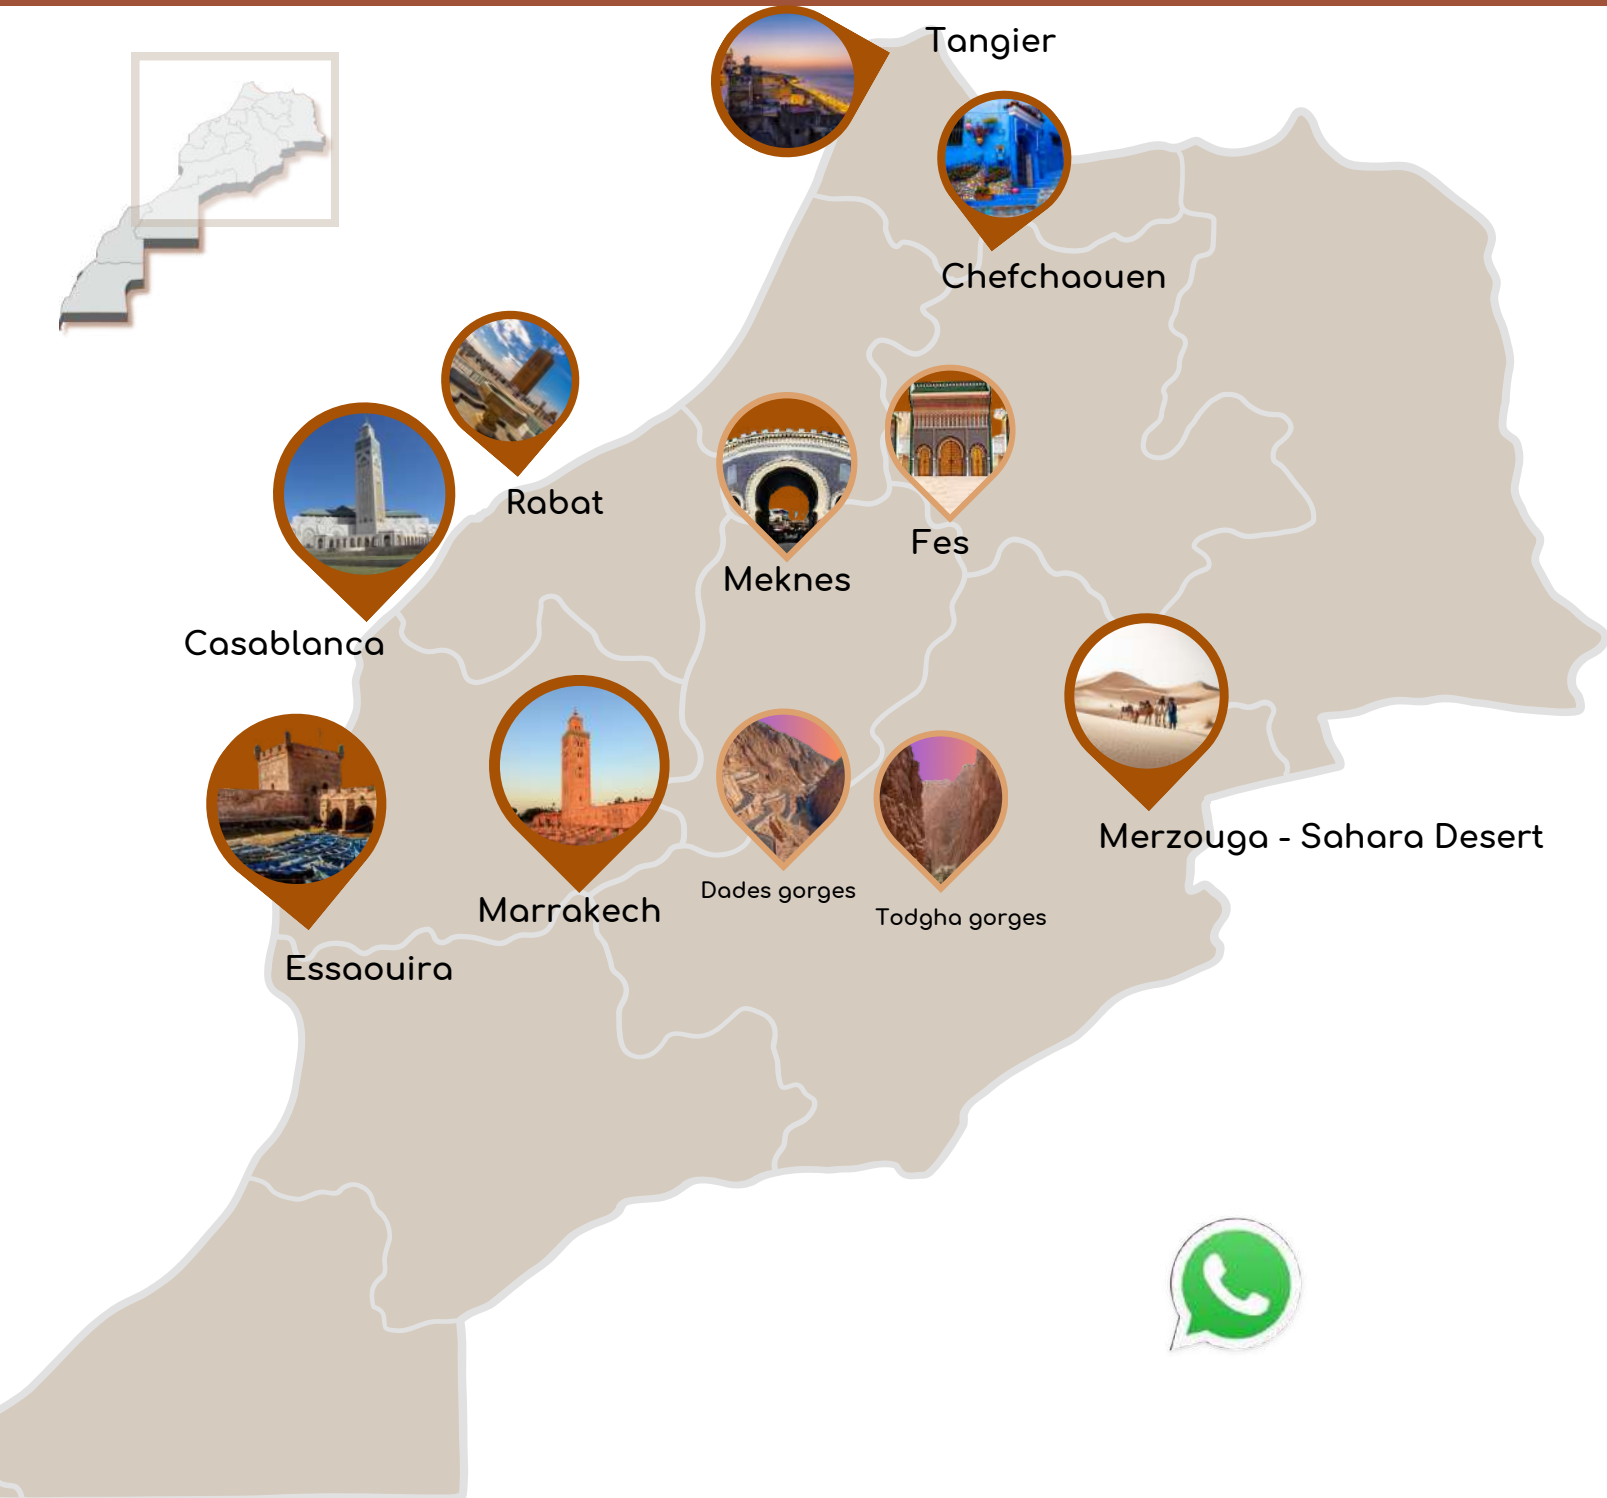 Tangier
Chefchaouen
Rabat
Fes
Meknes
Casablanca
Merzouga - Sahara Desert
Dades gorges
Marrakech
Todgha gorges
Essaouira